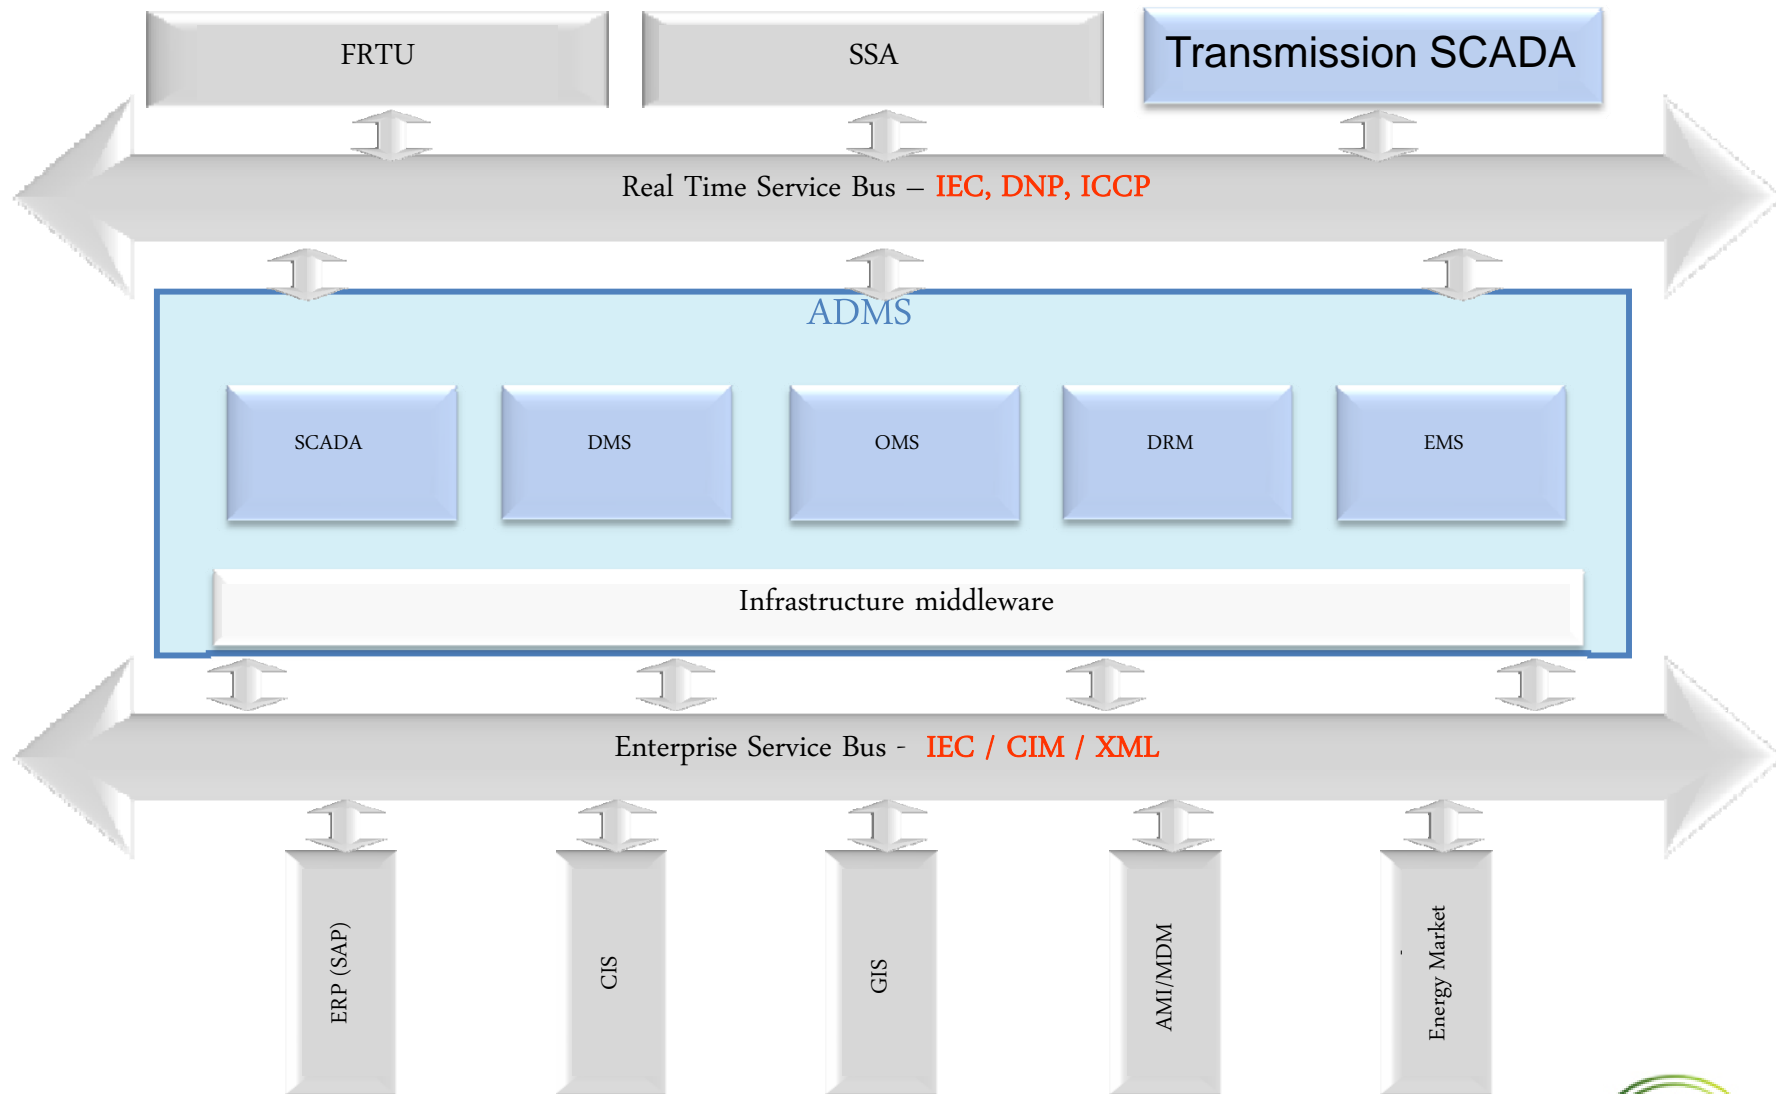 FRTU
SSA
Transmission SCADA
Real Time Service Bus – IEC, DNP, ICCP
ADMS
SCADA
DMS
OMS
DRM
EMS
Infrastructure middleware
Enterprise Service Bus - IEC / CIM / XML
ERP (SAP)
CIS
GIS
AMI/MDM
Energy Market